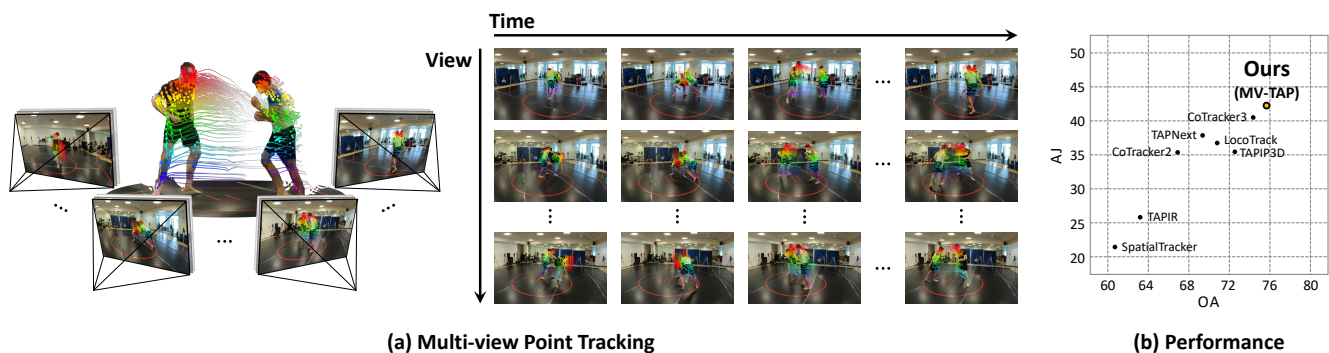 Time
View
...
...
...
...
...
...
...
...
...
...
(a) Multi-view Point Tracking
50
45
40
35
30
25
20
AJ
Ours
(MV-TAP)
CoTracker3
TAPNext
LocoTrack
CoTracker2
TAPIP3D
TAPIR
SpatialTracker
60 64 68 72 76 80
OA
(b) Performance